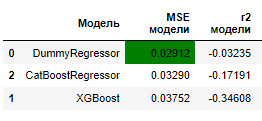 Модель MSE модели r2 модели
0 DummyRegressor 0.02912 -0.03235
2 CatBoostRegressor 0.03290 -0.17191
1 XGBoost 0.03752 -0.34608